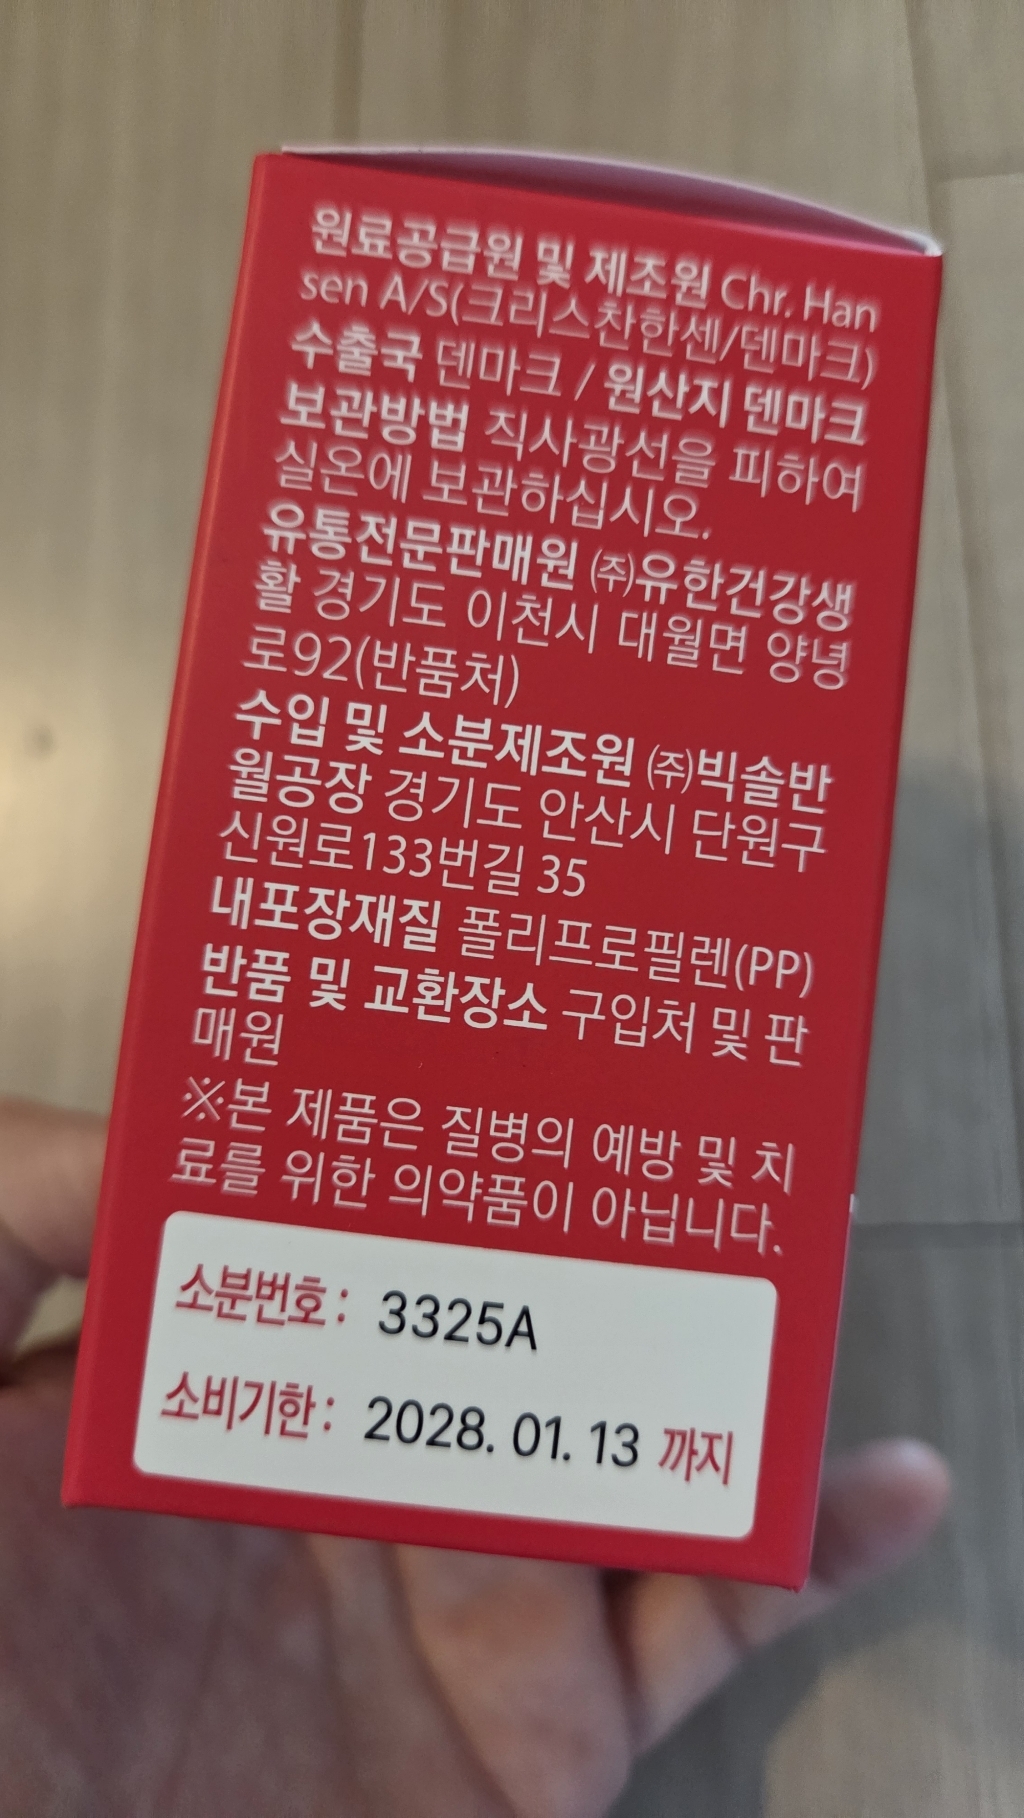 원료공급원 및 제조원 Chr. Han
sen A/S(크리스찬한센/덴마크)
수출국 덴마크 / 원산지 덴마크
보관방법 직사광선을 피하여
실온에 보관하십시오.
유통전문판매원 ㈜유한건강생
활 경기도 이천시 대월면 양녕
로92(반품처)
수입 및 소분제조원 ㈜빅솔반
월공장 경기도 안산시 단원구
신원로133번길 35
내포장재질 폴리프로필렌(PP)
반품 및 교환장소 구입처 및 판
매원
※본 제품은 질병의 예방 및 치
료를 위한 의약품이 아닙니다.
소분번호: 3325A
소비기한: 2028. 01. 13 까지